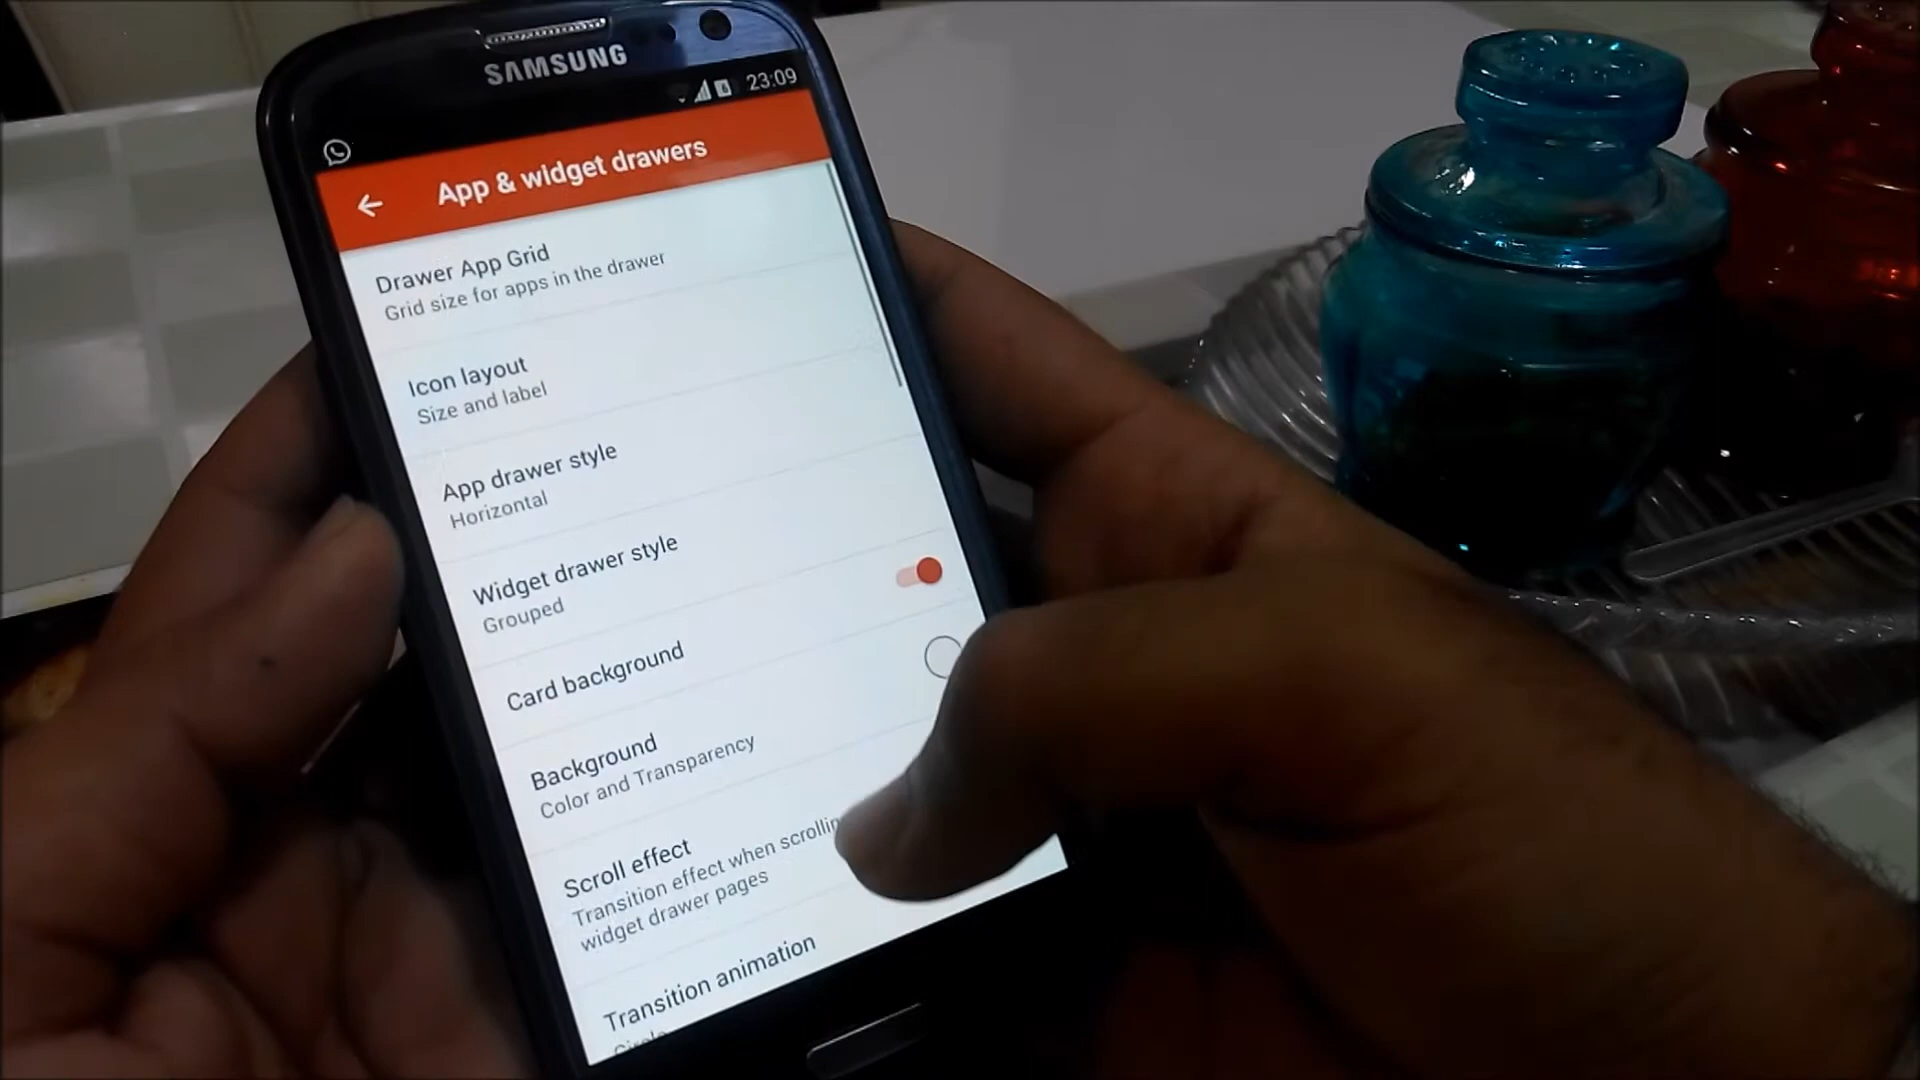 SAMSUNG
23:09
App & widget drawers
Drawer App Grid
Grid size for apps in the drawer
Icon layout
Size and label
App drawer style
Horizontal
Widget drawer style
Grouped
Card background
Background
Color and Transparency
Scroll effect
Transition effect when scrollin
widget drawer pages
Transition animation
Circle